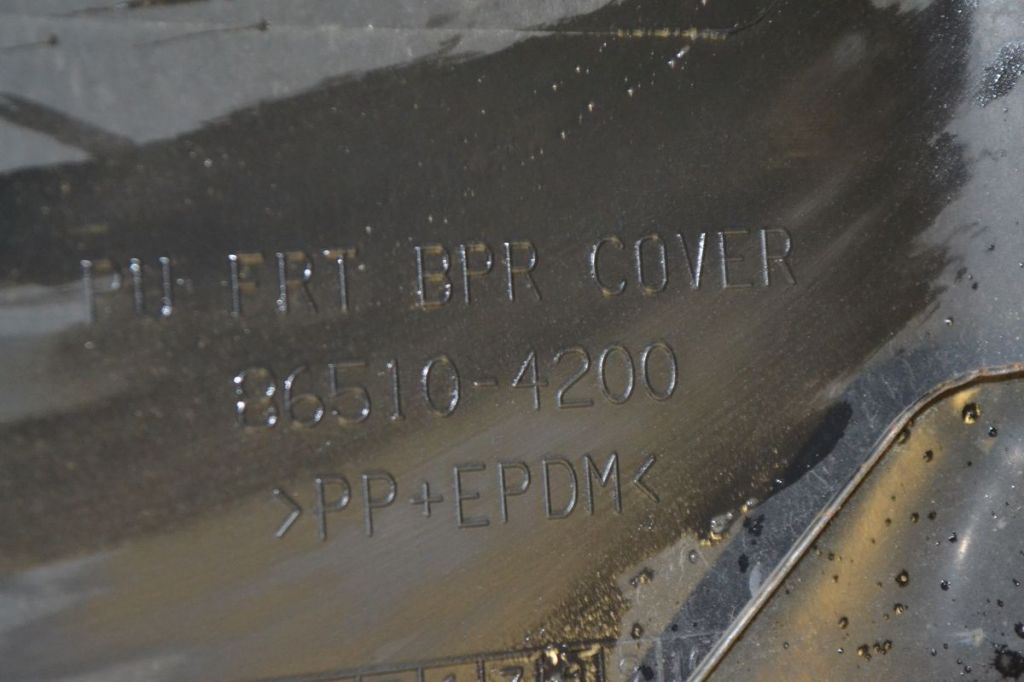 PU FRT BPR COVER
86510-4200
>PP+EPDM<